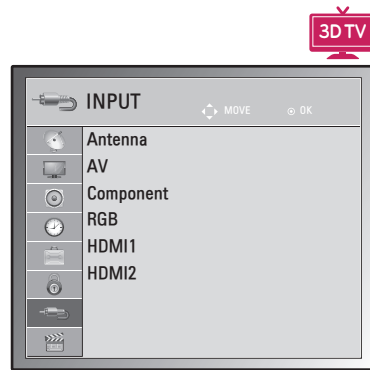 3D TV
INPUT
MOVE OK
Antenna
AV
Component
RGB
HDMI1
HDMI2